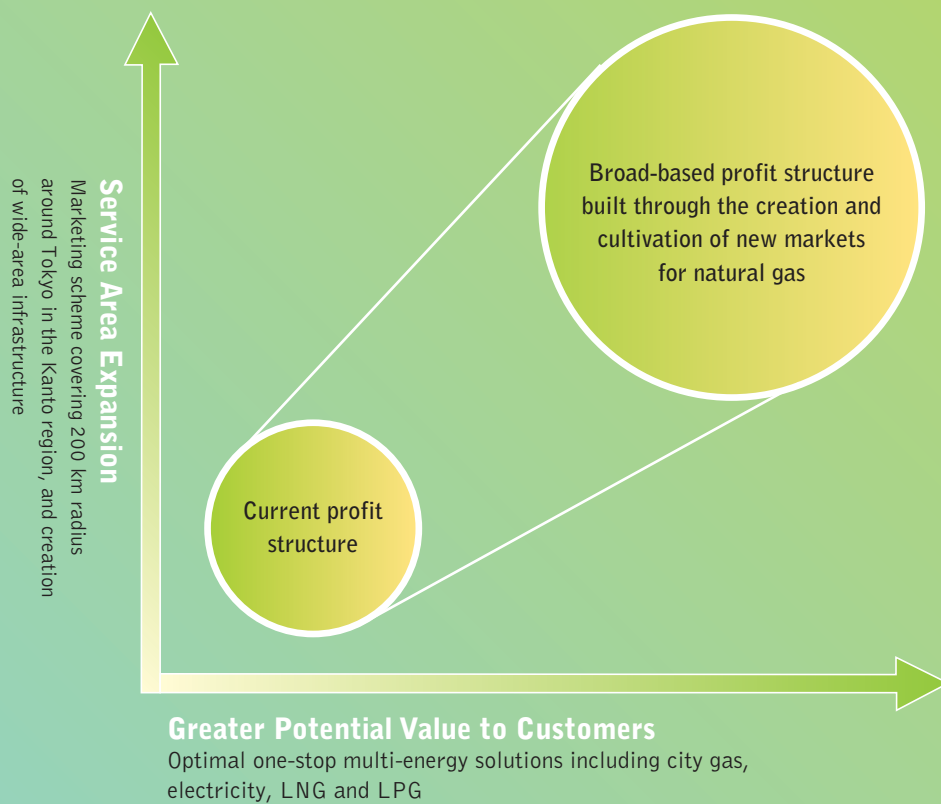 Service Area Expansion
Marketing scheme covering 200 km radius
around Tokyo in the Kanto region, and creation
of wide-area infrastructure
Broad-based profit structure
built through the creation and
cultivation of new markets
for natural gas
Current profit
structure
Greater Potential Value to Customers
Optimal one-stop multi-energy solutions including city gas,
electricity, LNG and LPG